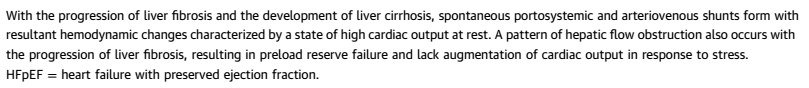 With the progression of liver fibrosis and the development of liver cirrhosis, spontaneous portosystemic and arteriovenous shunts form with
resultant hemodynamic changes characterized by a state of high cardiac output at rest. A pattern of hepatic flow obstruction also occurs with
the progression of liver fibrosis, resulting in preload reserve failure and lack augmentation of cardiac output in response to stress.
HFpEF = heart failure with preserved ejection fraction.